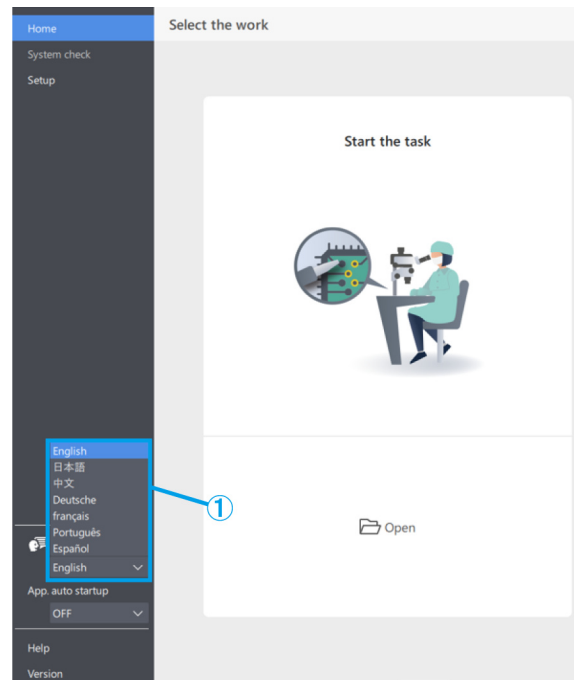 Home
Select the work
System check
Setup
Start the task
English
日本語
中文
Deutsche
français
Português
Español
English
①
Open
App. auto startup
OFF
Help
Version